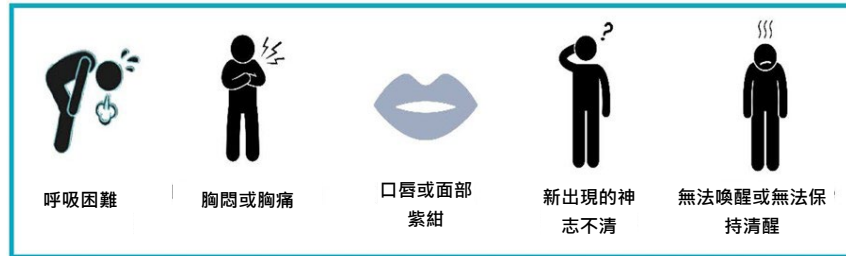 呼吸困難
胸悶或胸痛
口唇或面部
紫紺
新出現的神
志不清
無法喚醒或無法保
持清醒
?